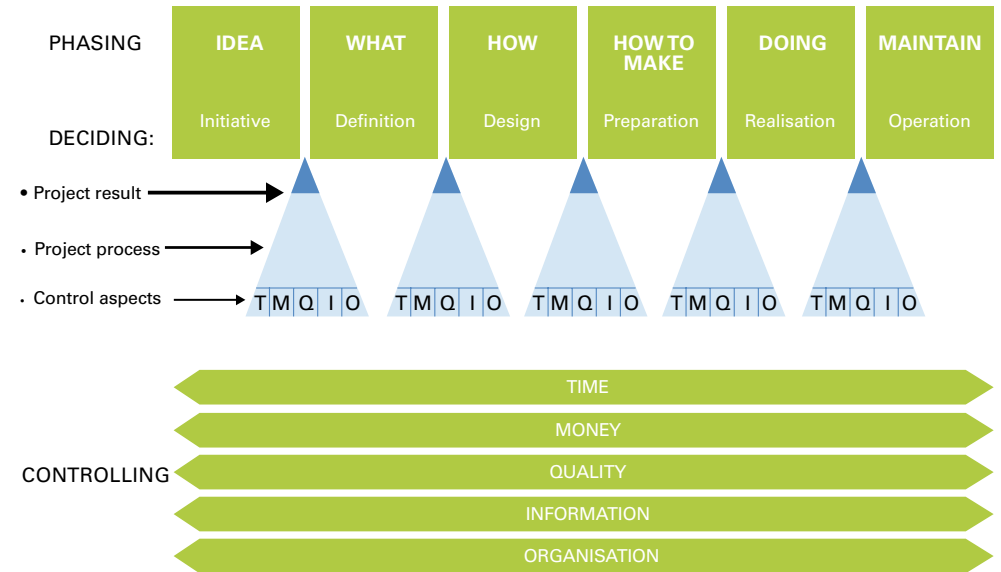 PHASING
IDEA
WHAT
HOW
HOW TO
MAKE
DOING
MAINTAIN
Initiative
Definition
Design
Preparation
Realisation
Operation
DECIDING:
• Project result
• Project process
• Control aspects
T M Q I O
T M Q I O
T M Q I O
T M Q I O
T M Q I O
CONTROLLING
TIME
MONEY
QUALITY
INFORMATION
ORGANISATION